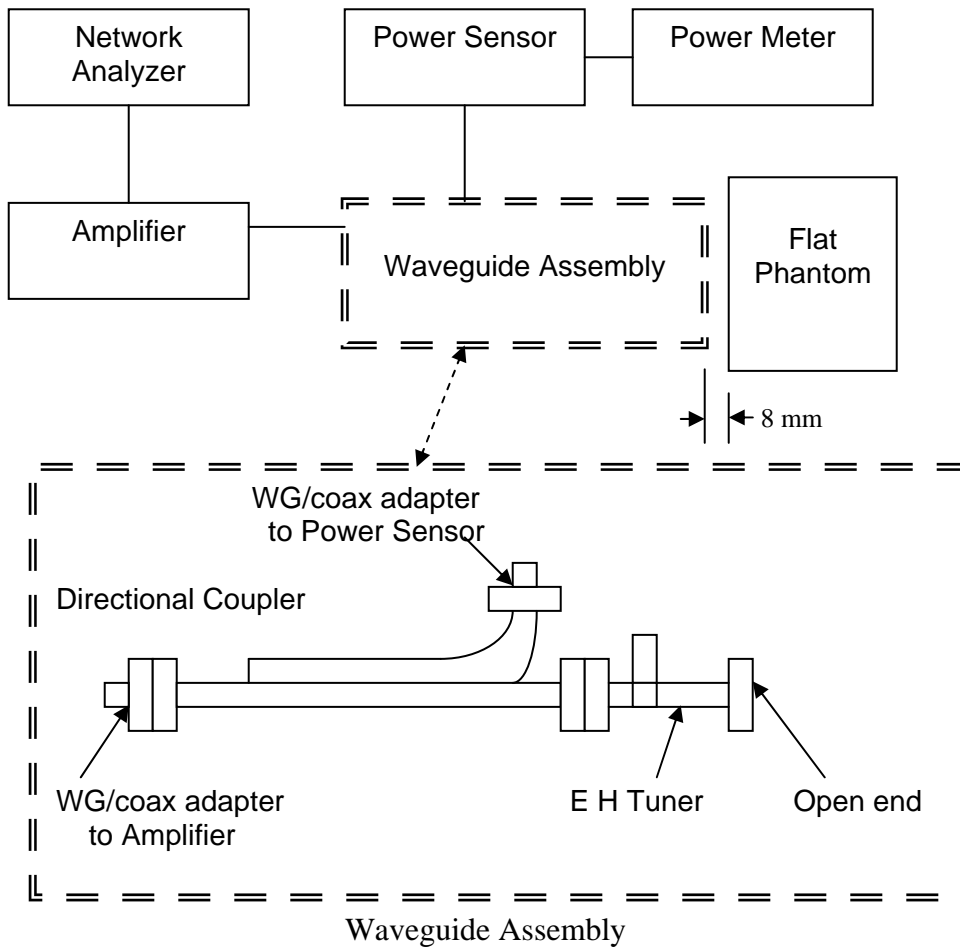 Network
Analyzer
Power Sensor
Power Meter
Amplifier
Waveguide Assembly
Flat
Phantom
8 mm
WG/coax adapter
to Power Sensor
Directional Coupler
WG/coax adapter
to Amplifier
E H Tuner
Open end
Waveguide Assembly